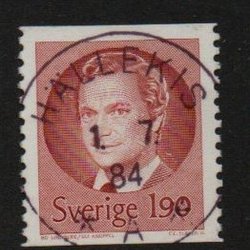 HÄLLEKIS
1. 7.
84
Sverige 190